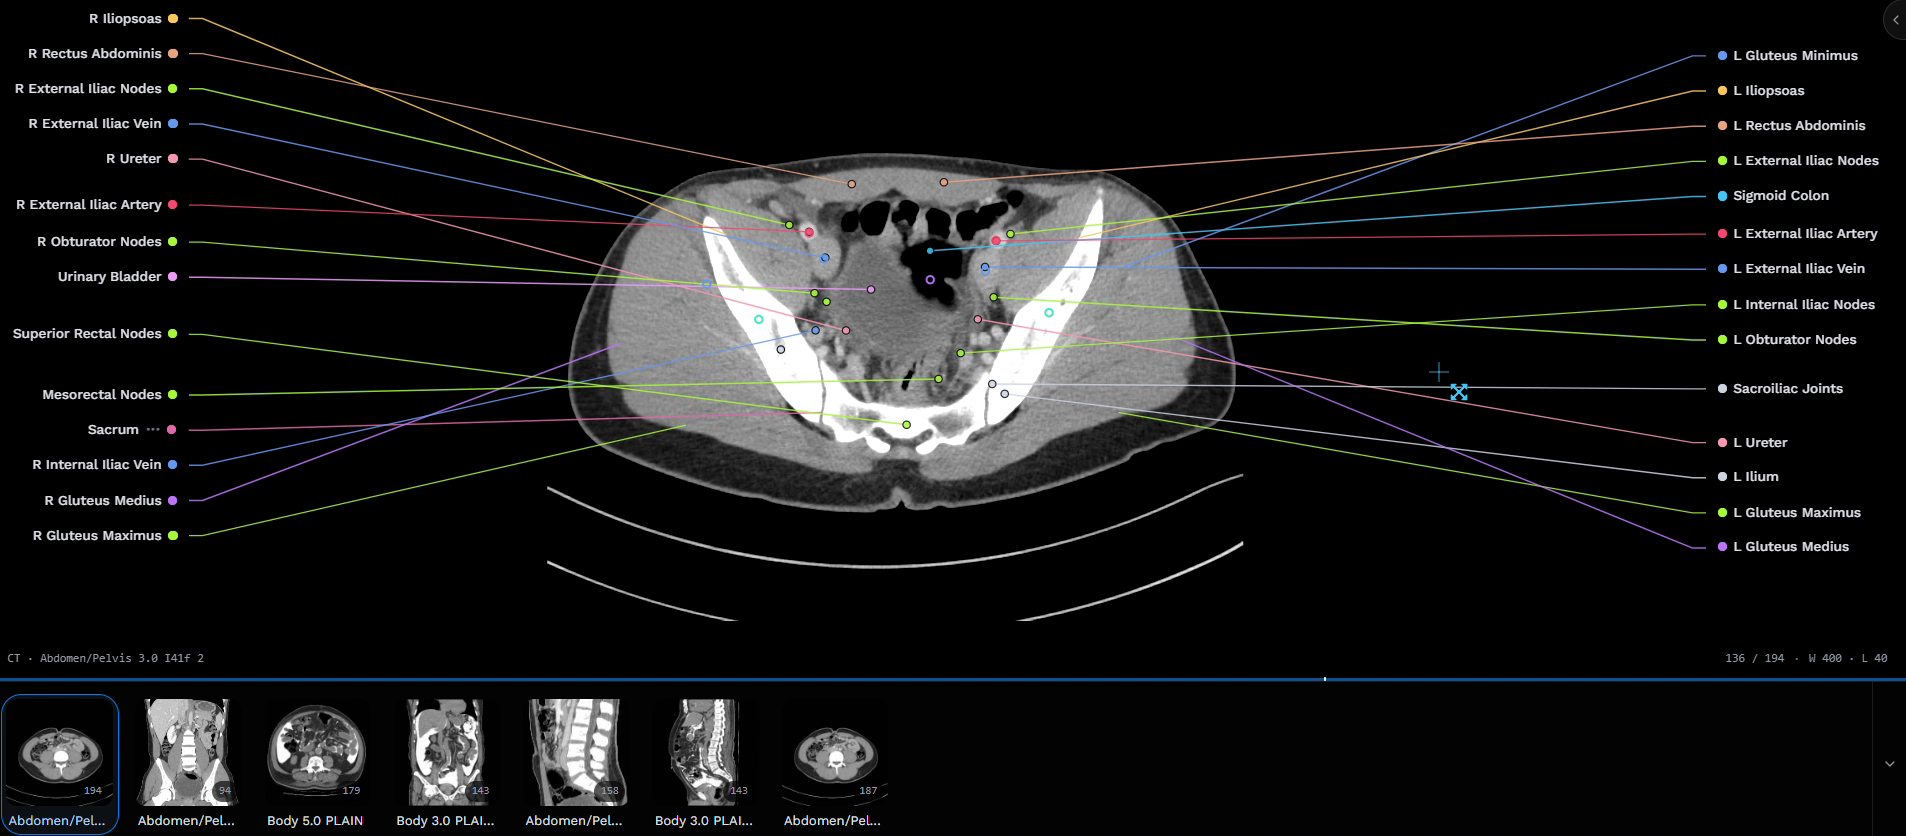 R Iliopsoas
R Rectus Abdominis
R External Iliac Nodes
R External Iliac Vein
R Ureter
R External Iliac Artery
R Obturator Nodes
Urinary Bladder
Superior Rectal Nodes
Mesorectal Nodes
Sacrum ···
R Internal Iliac Vein
R Gluteus Medius
R Gluteus Maximus
L Gluteus Minimus
L Iliopsoas
L Rectus Abdominis
L External Iliac Nodes
Sigmoid Colon
L External Iliac Artery
L External Iliac Vein
L Internal Iliac Nodes
L Obturator Nodes
Sacroiliac Joints
L Ureter
L Ilium
L Gluteus Maximus
L Gluteus Medius
CT · Abdomen/Pelvis 3.0 I41f 2
136 / 194 · W 400 · L 40
194
94
179
143
158
143
187
Abdomen/Pel...
Abdomen/Pel...
Body 5.0 PLAIN
Body 3.0 PLAI...
Abdomen/Pel...
Body 3.0 PLAI...
Abdomen/Pel...